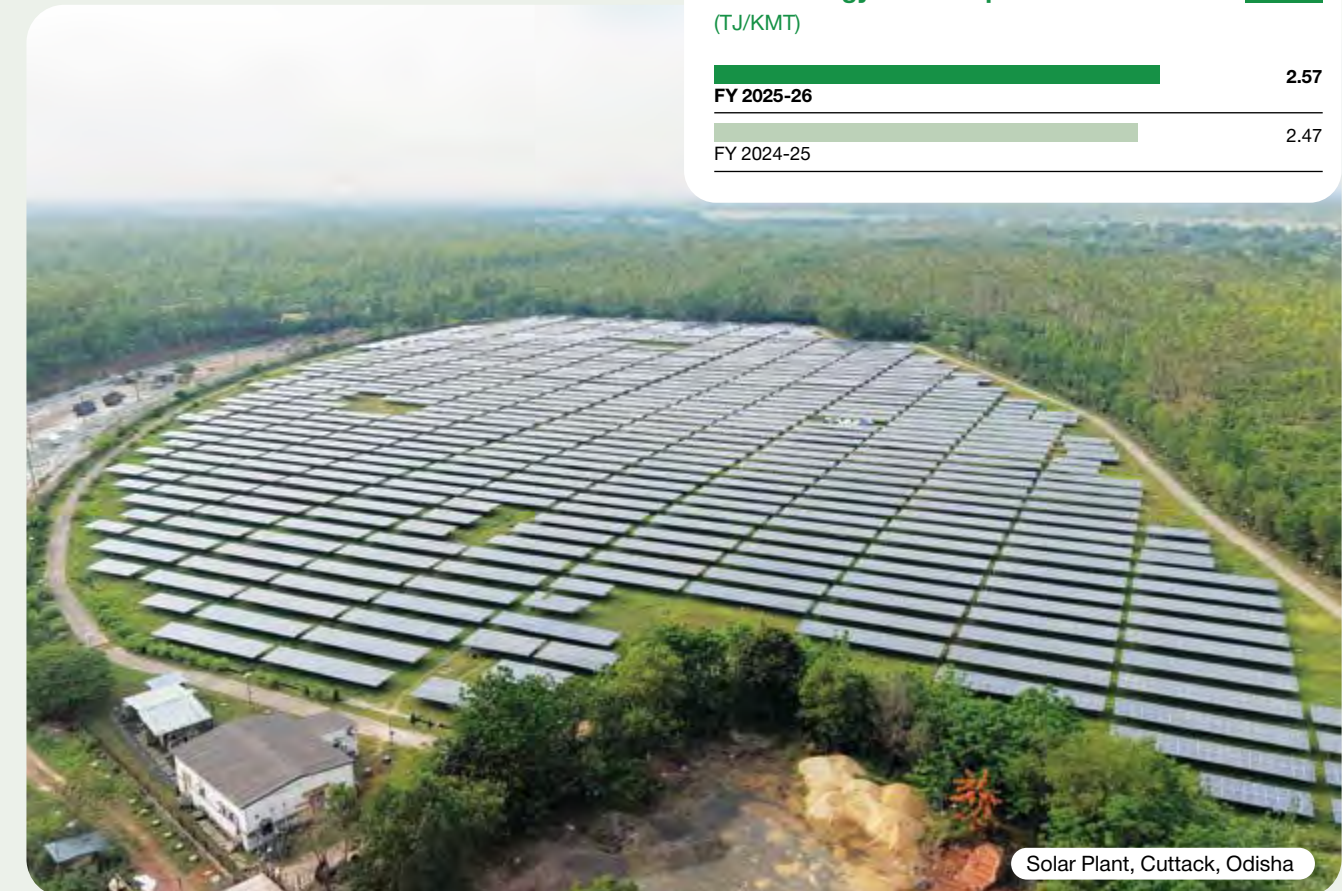 (TJ/KMT)
2.57
FY 2025-26
2.47
FY 2024-25
Solar Plant, Cuttack, Odisha